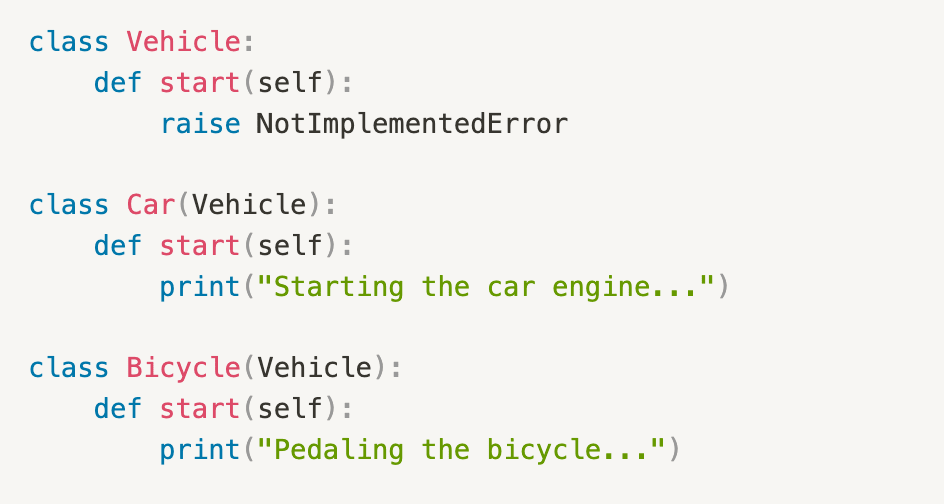 class Vehicle:
    def start(self):
        raise NotImplementedError

class Car(Vehicle):
    def start(self):
        print("Starting the car engine...")

class Bicycle(Vehicle):
    def start(self):
        print("Pedaling the bicycle...")